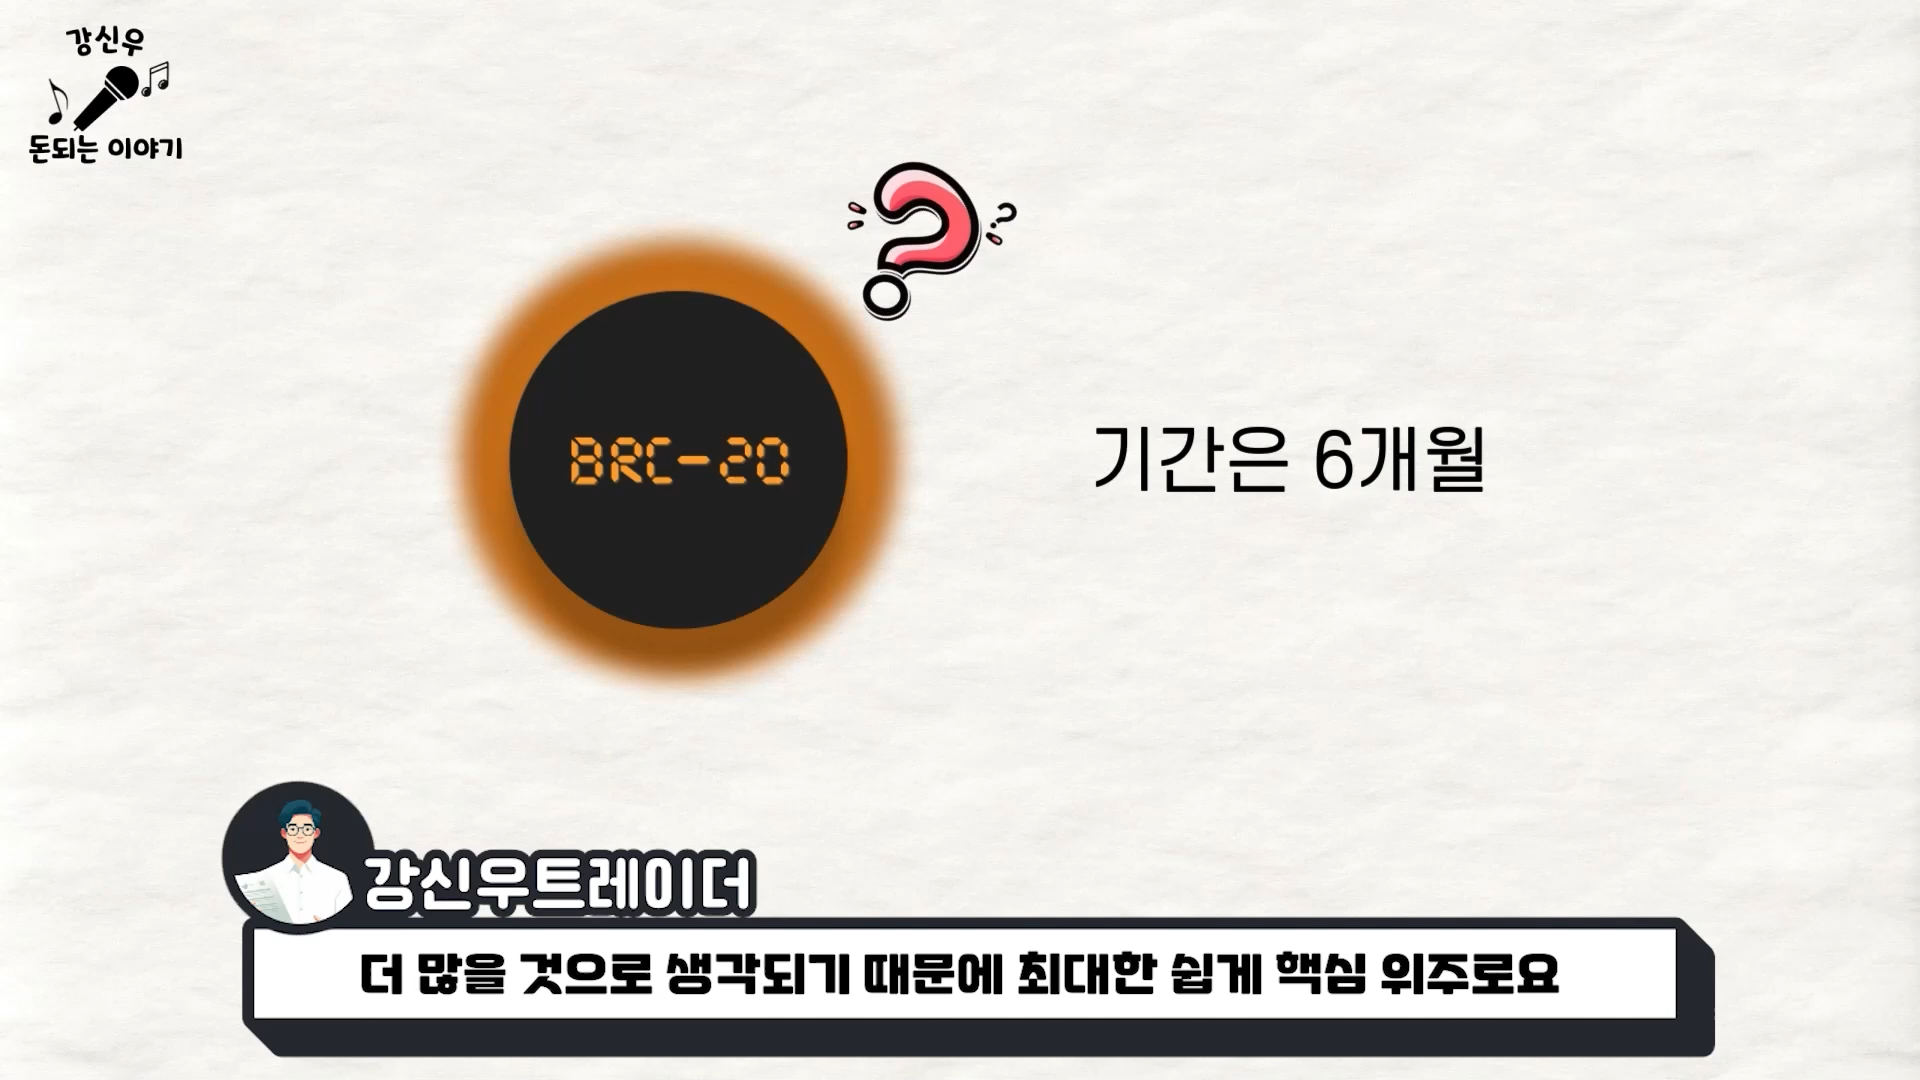 강신우
돈되는 이야기
BRC-20
기간은 6개월
강신우트레이더
더 많을 것으로 생각되기 때문에 최대한 쉽게 핵심 위주로요